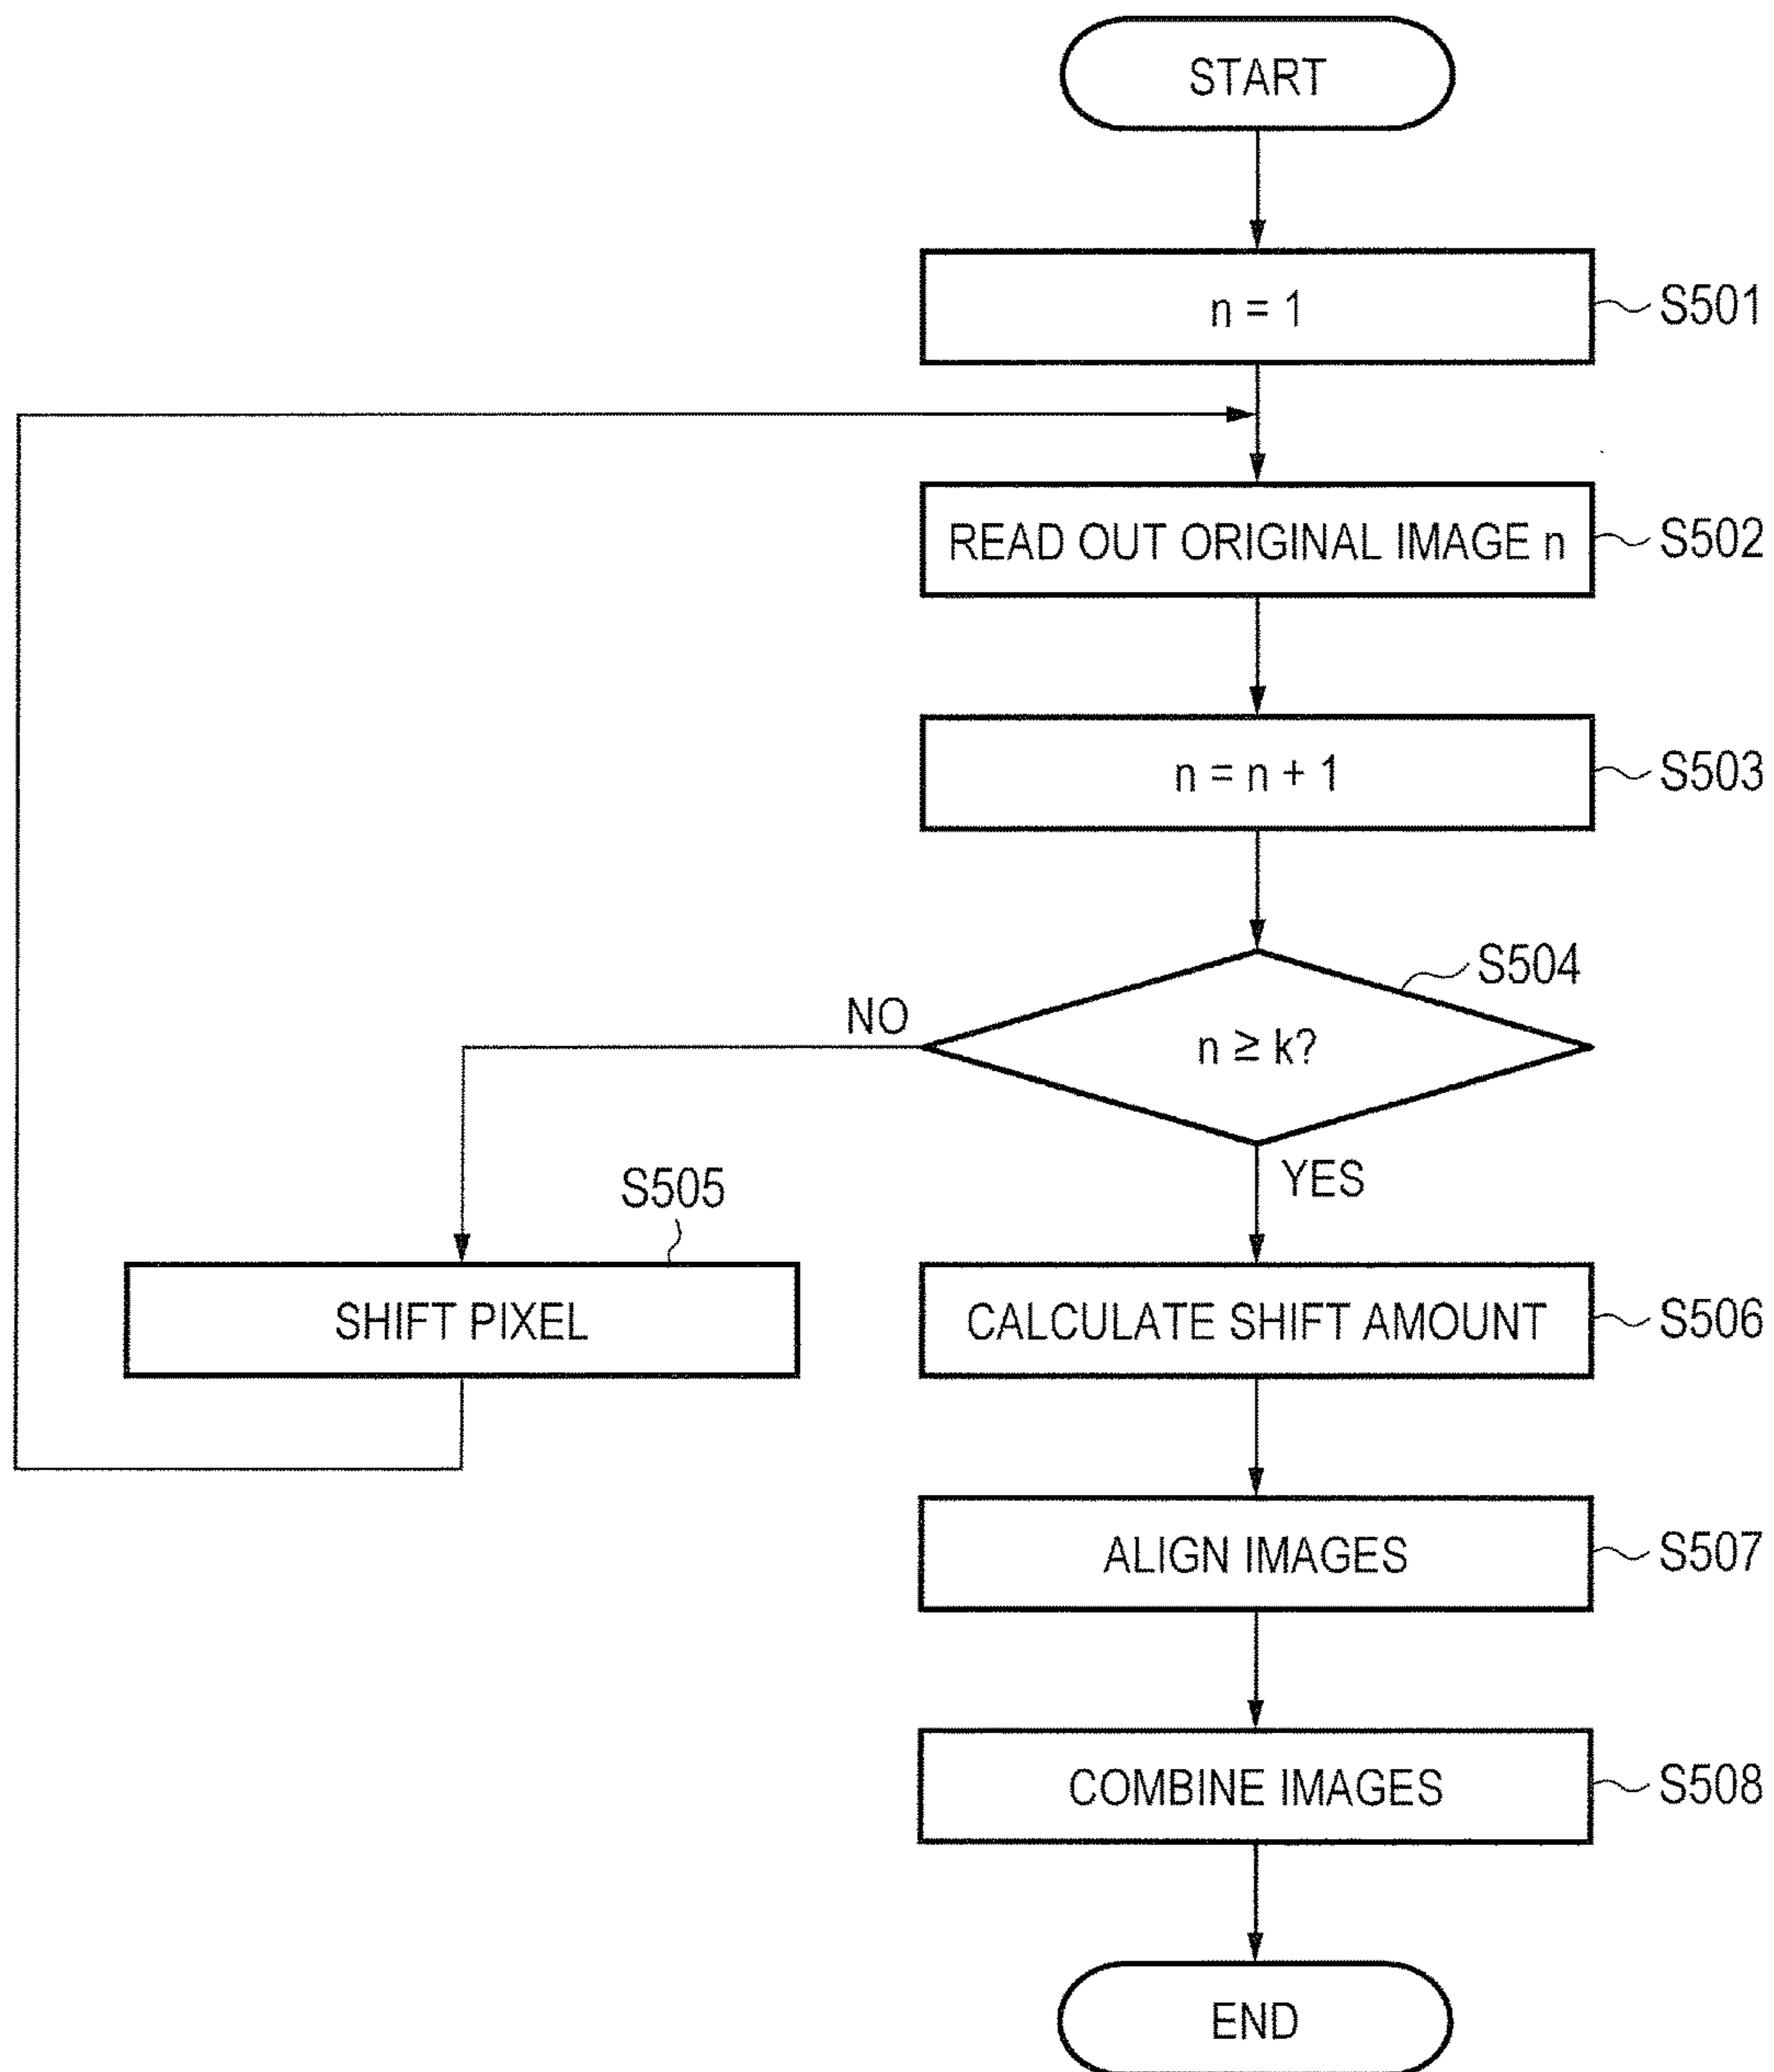 START
n = 1
S501
READ OUT ORIGINAL IMAGE n
S502
n = n + 1
S503
S504
NO
n ≥ k?
YES
S505
SHIFT PIXEL
CALCULATE SHIFT AMOUNT
S506
ALIGN IMAGES
S507
COMBINE IMAGES
S508
END